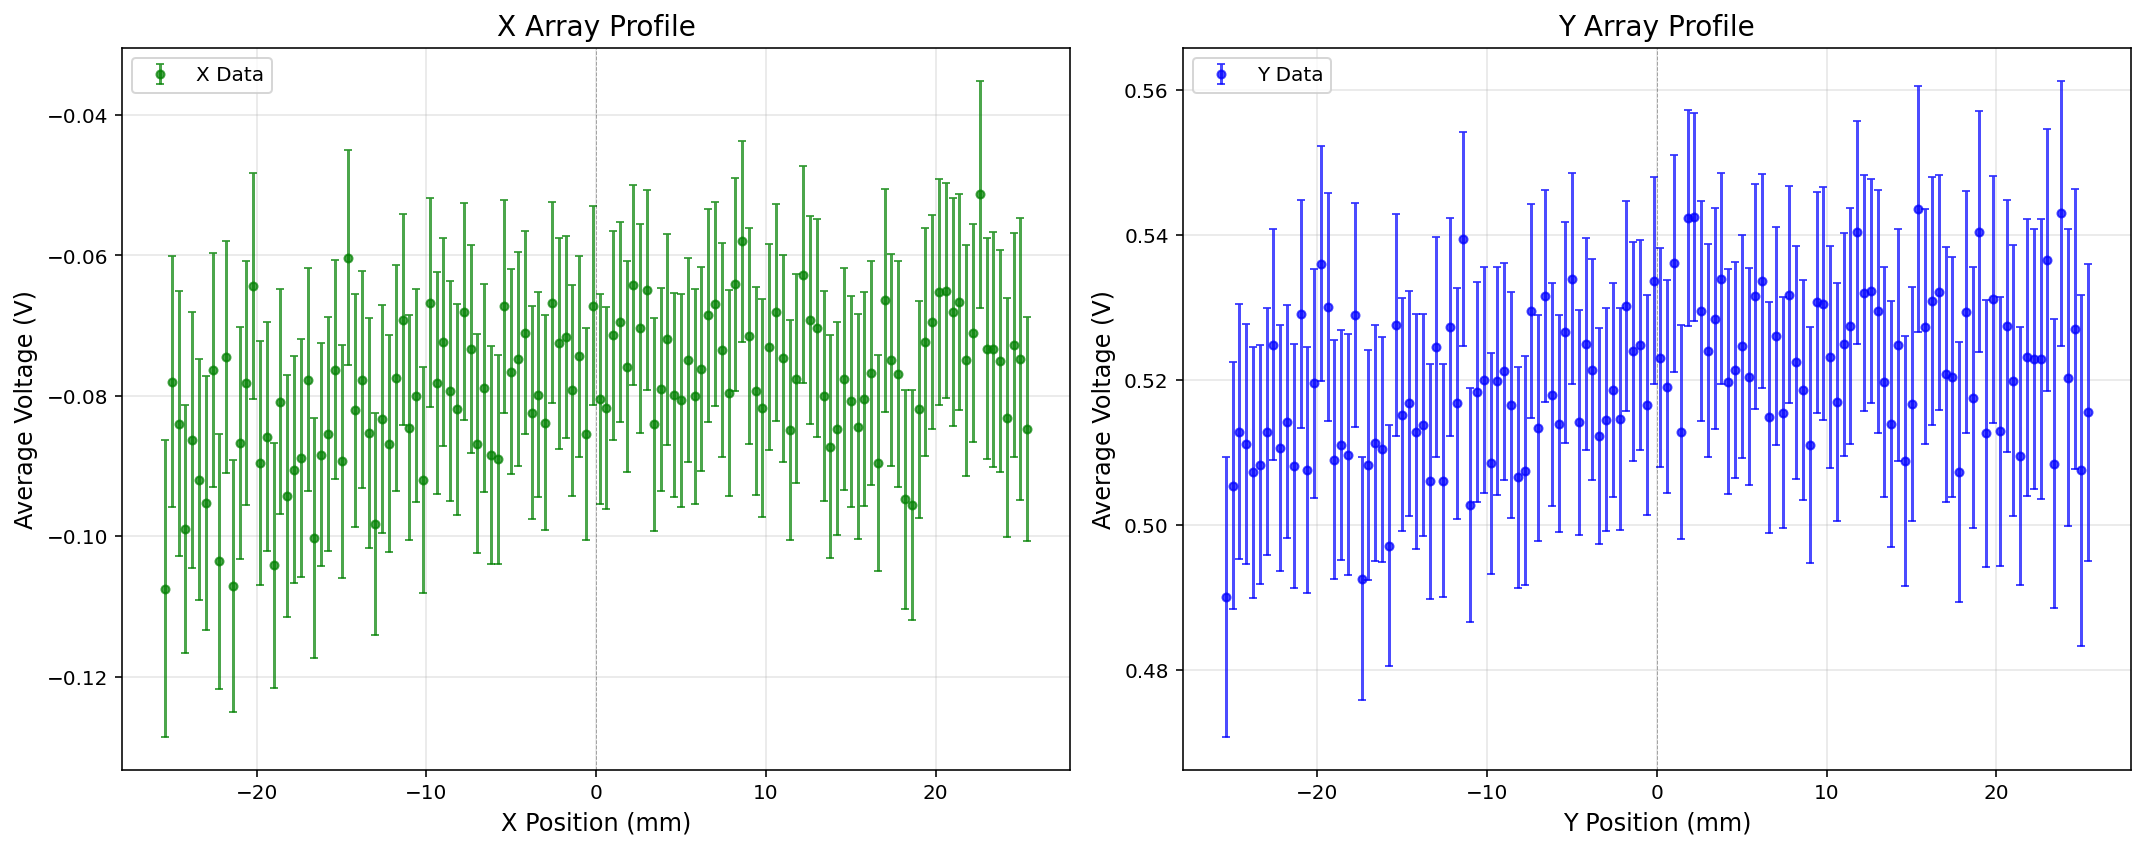 X Array Profile
X Data
−0.04
−0.06
−0.08
−0.10
−0.12
Average Voltage (V)
−20
−10
0
10
20
X Position (mm)
Y Array Profile
Y Data
0.56
0.54
0.52
0.50
0.48
Average Voltage (V)
−20
−10
0
10
20
Y Position (mm)